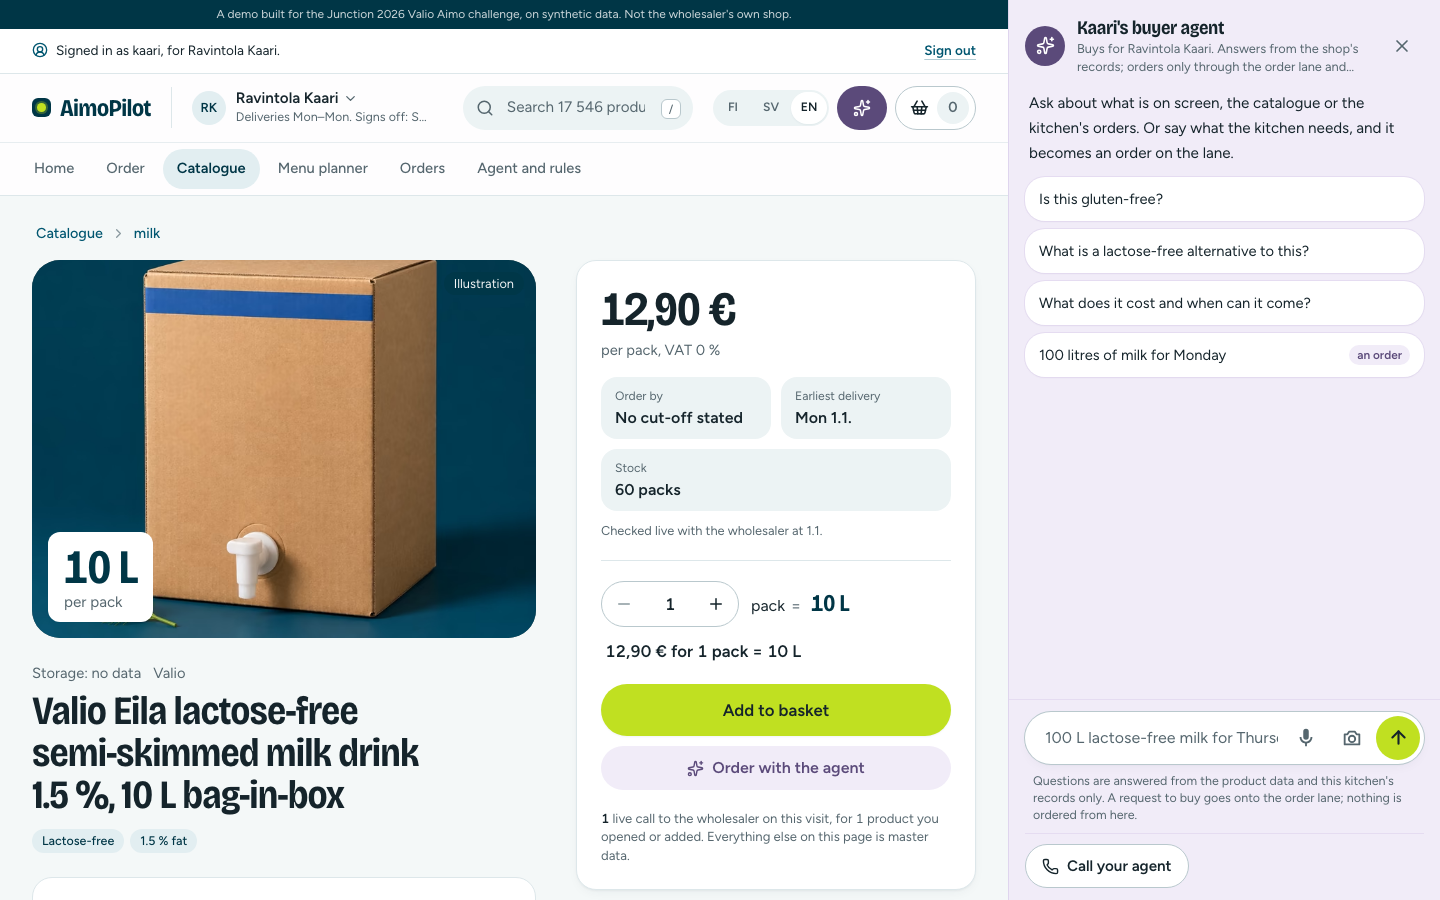 A demo built for the Junction 2026 Valio Aimo challenge, on synthetic data. Not the wholesaler's own shop.
Signed in as kaari, for Ravintola Kaari.
Sign out
AimoPilot
RK
Ravintola Kaari
Deliveries Mon–Mon. Signs off: S...
Search 17 546 produ
/
FI
SV
EN
0
Home
Order
Catalogue
Menu planner
Orders
Agent and rules
Catalogue
milk
Illustration
10 L
per pack
Storage: no data
Valio
Valio Eila lactose-free
semi-skimmed milk drink
1.5 %, 10 L bag-in-box
Lactose-free
1.5 % fat
12,90 €
per pack, VAT 0 %
Order by
No cut-off stated
Earliest delivery
Mon 1.1.
Stock
60 packs
Checked live with the wholesaler at 1.1.
1
pack = 10 L
12,90 € for 1 pack = 10 L
Add to basket
Order with the agent
1 live call to the wholesaler on this visit, for 1 product you
opened or added. Everything else on this page is master
data.
Kaari's buyer agent
Buys for Ravintola Kaari. Answers from the shop's
records; orders only through the order lane and...
Ask about what is on screen, the catalogue or the
kitchen's orders. Or say what the kitchen needs, and it
becomes an order on the lane.
Is this gluten-free?
What is a lactose-free alternative to this?
What does it cost and when can it come?
100 litres of milk for Monday
an order
100 L lactose-free milk for Thurs
Questions are answered from the product data and this kitchen's
records only. A request to buy goes onto the order lane; nothing is
ordered from here.
Call your agent